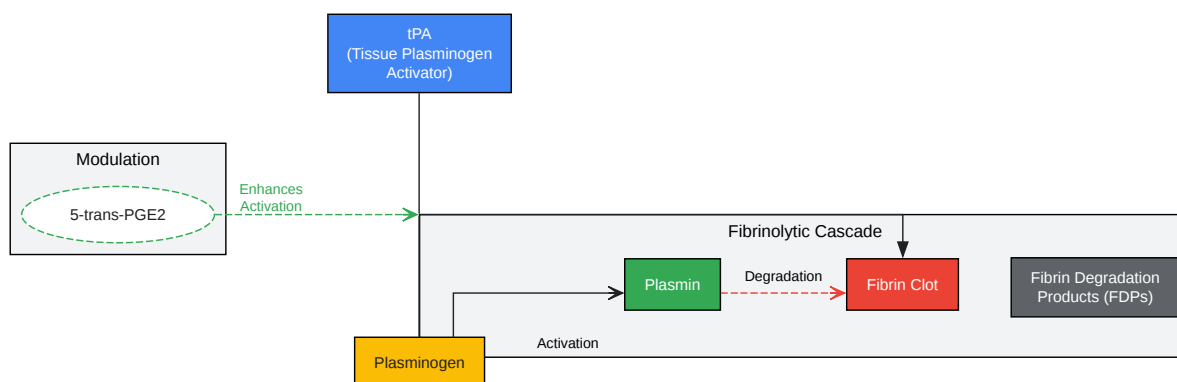 tPA
(Tissue Plasminogen
Activator)
Modulation
5-trans-PGE2
Enhances
Activation
Fibrinolytic Cascade
Plasmin
Degradation
Fibrin Clot
Fibrin Degradation
Products (FDPs)
Activation
Plasminogen